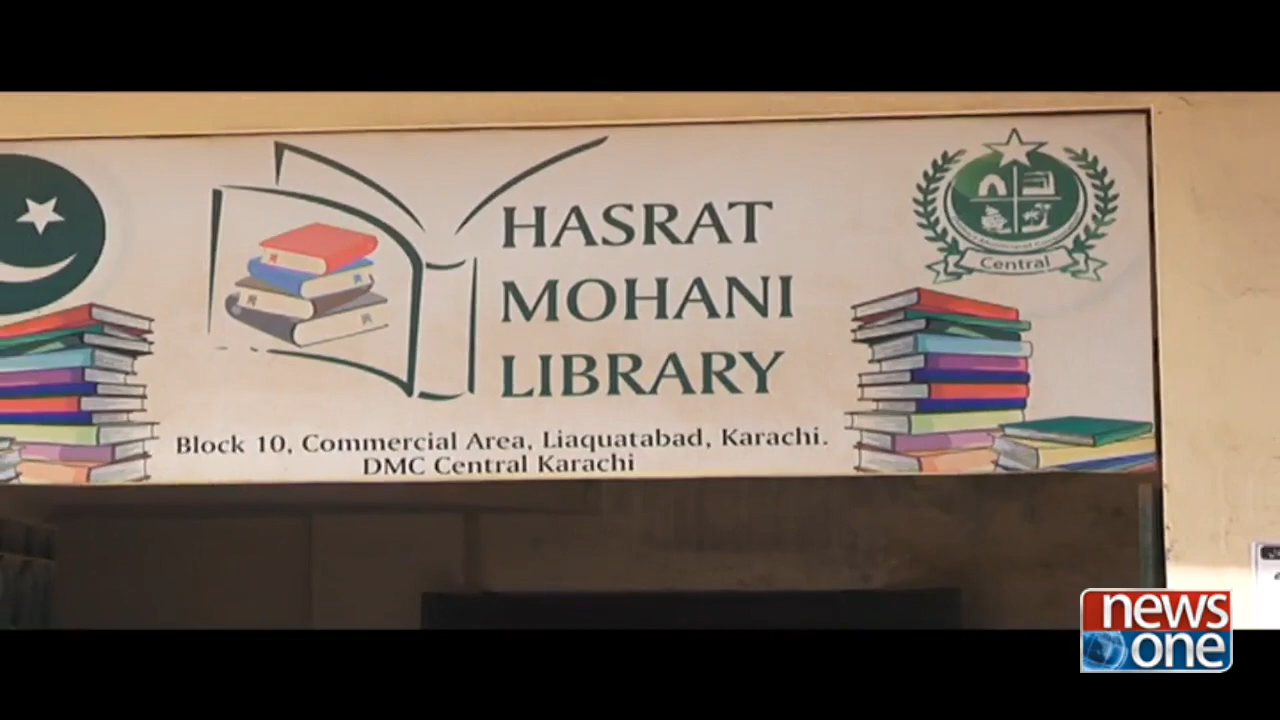 HASRAT
MOHANI
LIBRARY
Central
Block 10, Commercial Area, Liaquatabad, Karachi.
DMC Central Karachi
news
one